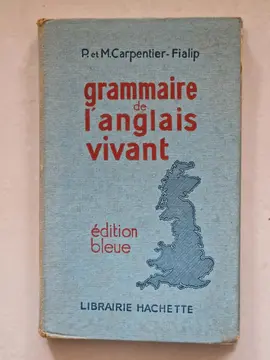 P. et M. Carpentier-Fialip
grammaire
de
l'anglais
vivant
édition
bleue
LIBRAIRIE HACHETTE